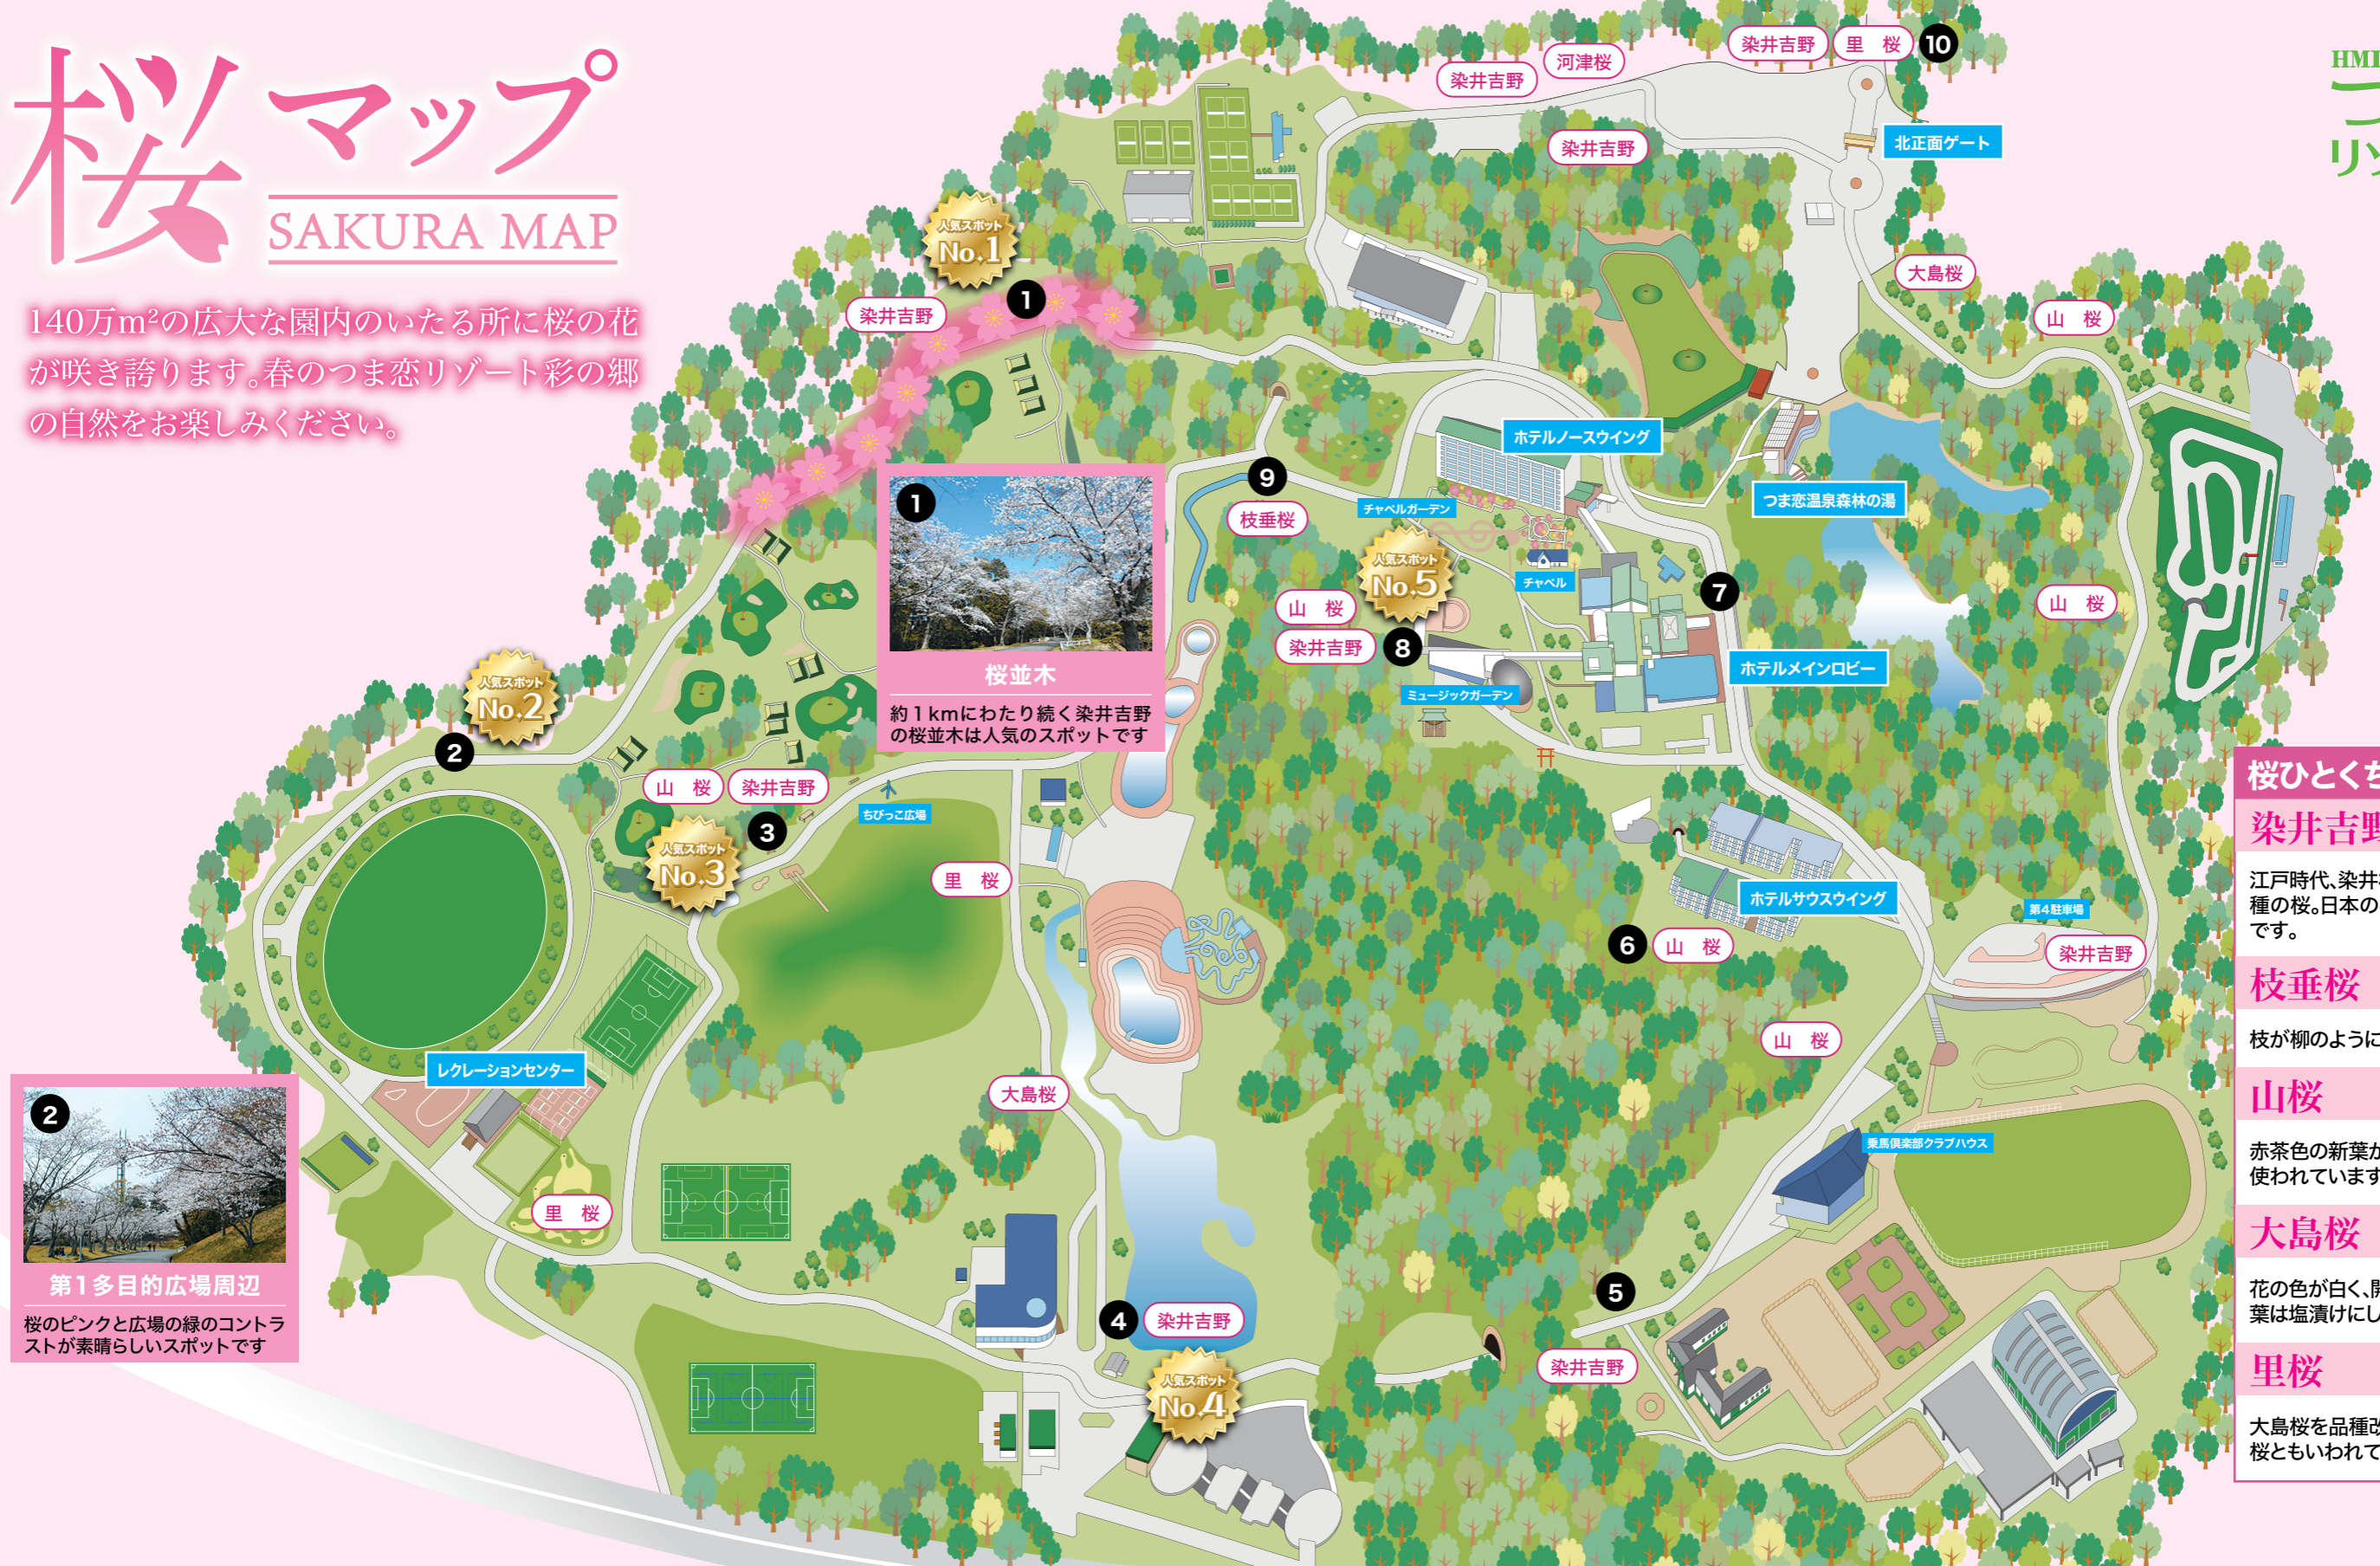 桜マップ
SAKURA MAP
140万m²の広大な園内のいたる所に桜の花
が咲き誇ります。春のつま恋リゾート彩の郷
の自然をお楽しみください。
染井吉野
河津桜
染井吉野
里 桜
10
北正面ゲート
染井吉野
大島桜
山 桜
人気スポット
No.1
1
染井吉野
ホテルノースウイング
つま恋温泉森林の湯
9
枝垂桜
チャペルガーデン
人気スポット
No.5
チャペル
7
山 桜
山 桜
染井吉野
8
ミュージックガーデン
ホテルメインロビー
1
桜並木
約1kmにわたり続く染井吉野
の桜並木は人気のスポットです
人気スポット
No.2
2
山 桜
染井吉野
3
人気スポット
No.3
ちびっこ広場
里 桜
ホテルサウスウイング
6
山 桜
第4駐車場
染井吉野
山 桜
レクレーションセンター
大島桜
乗馬倶楽部クラブハウス
里 桜
2
第1多目的広場周辺
桜のピンクと広場の緑のコントラ
ストが素晴らしいスポットです
4
染井吉野
人気スポット
No.4
5
染井吉野
桜ひとくち
染井吉野
江戸時代、染井
種の桜。日本の
です。
枝垂桜
枝が柳のように
山桜
赤茶色の新葉が
使われています
大島桜
花の色が白く、開
葉は塩漬けにし
里桜
大島桜を品種改
桜ともいわれて